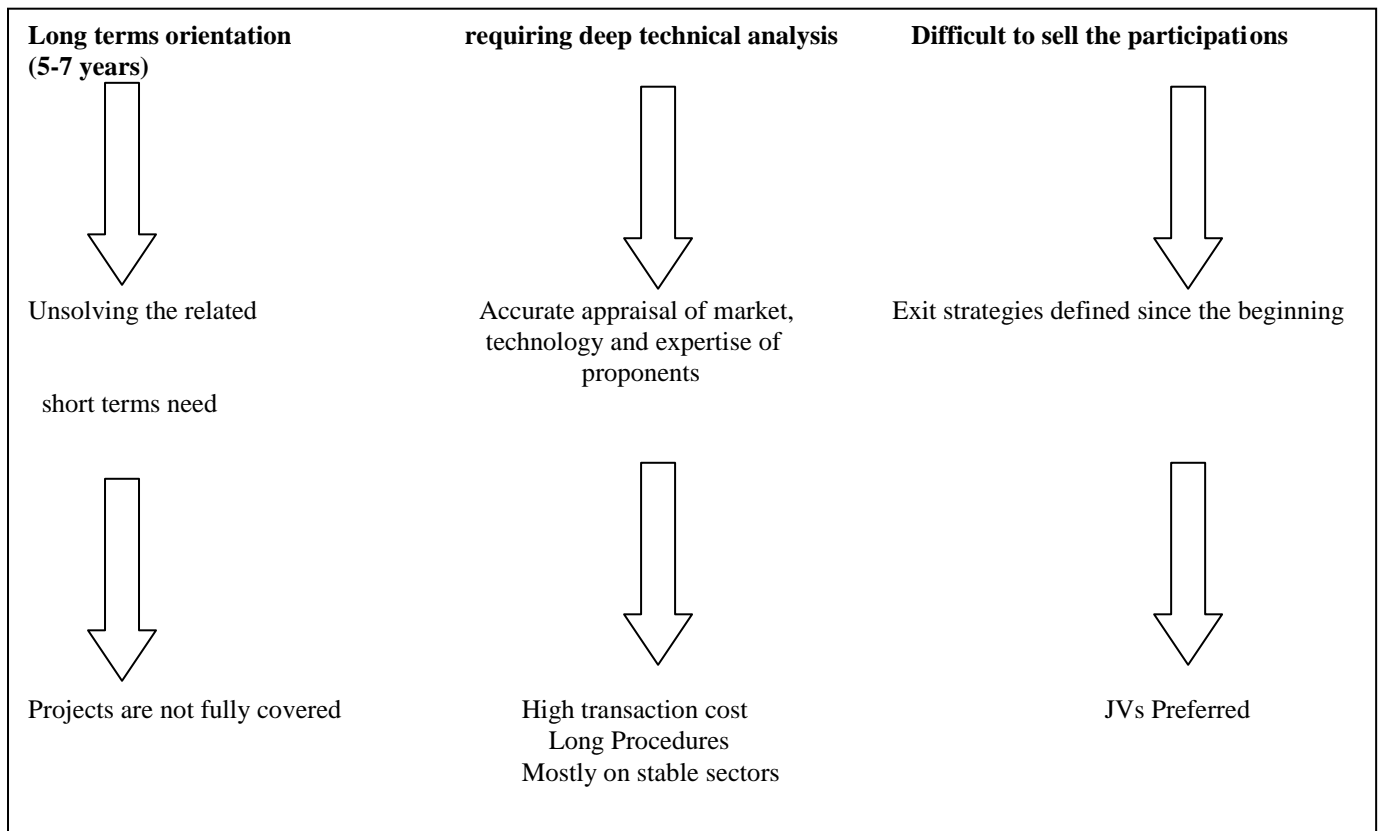 Long terms orientation
(5-7 years)
requiring deep technical analysis
Difficult to sell the participations
Unsolving the related
short terms need
Accurate appraisal of market,
technology and expertise of
proponents
Exit strategies defined since the beginning
Projects are not fully covered
High transaction cost
Long Procedures
Mostly on stable sectors
JVs Preferred